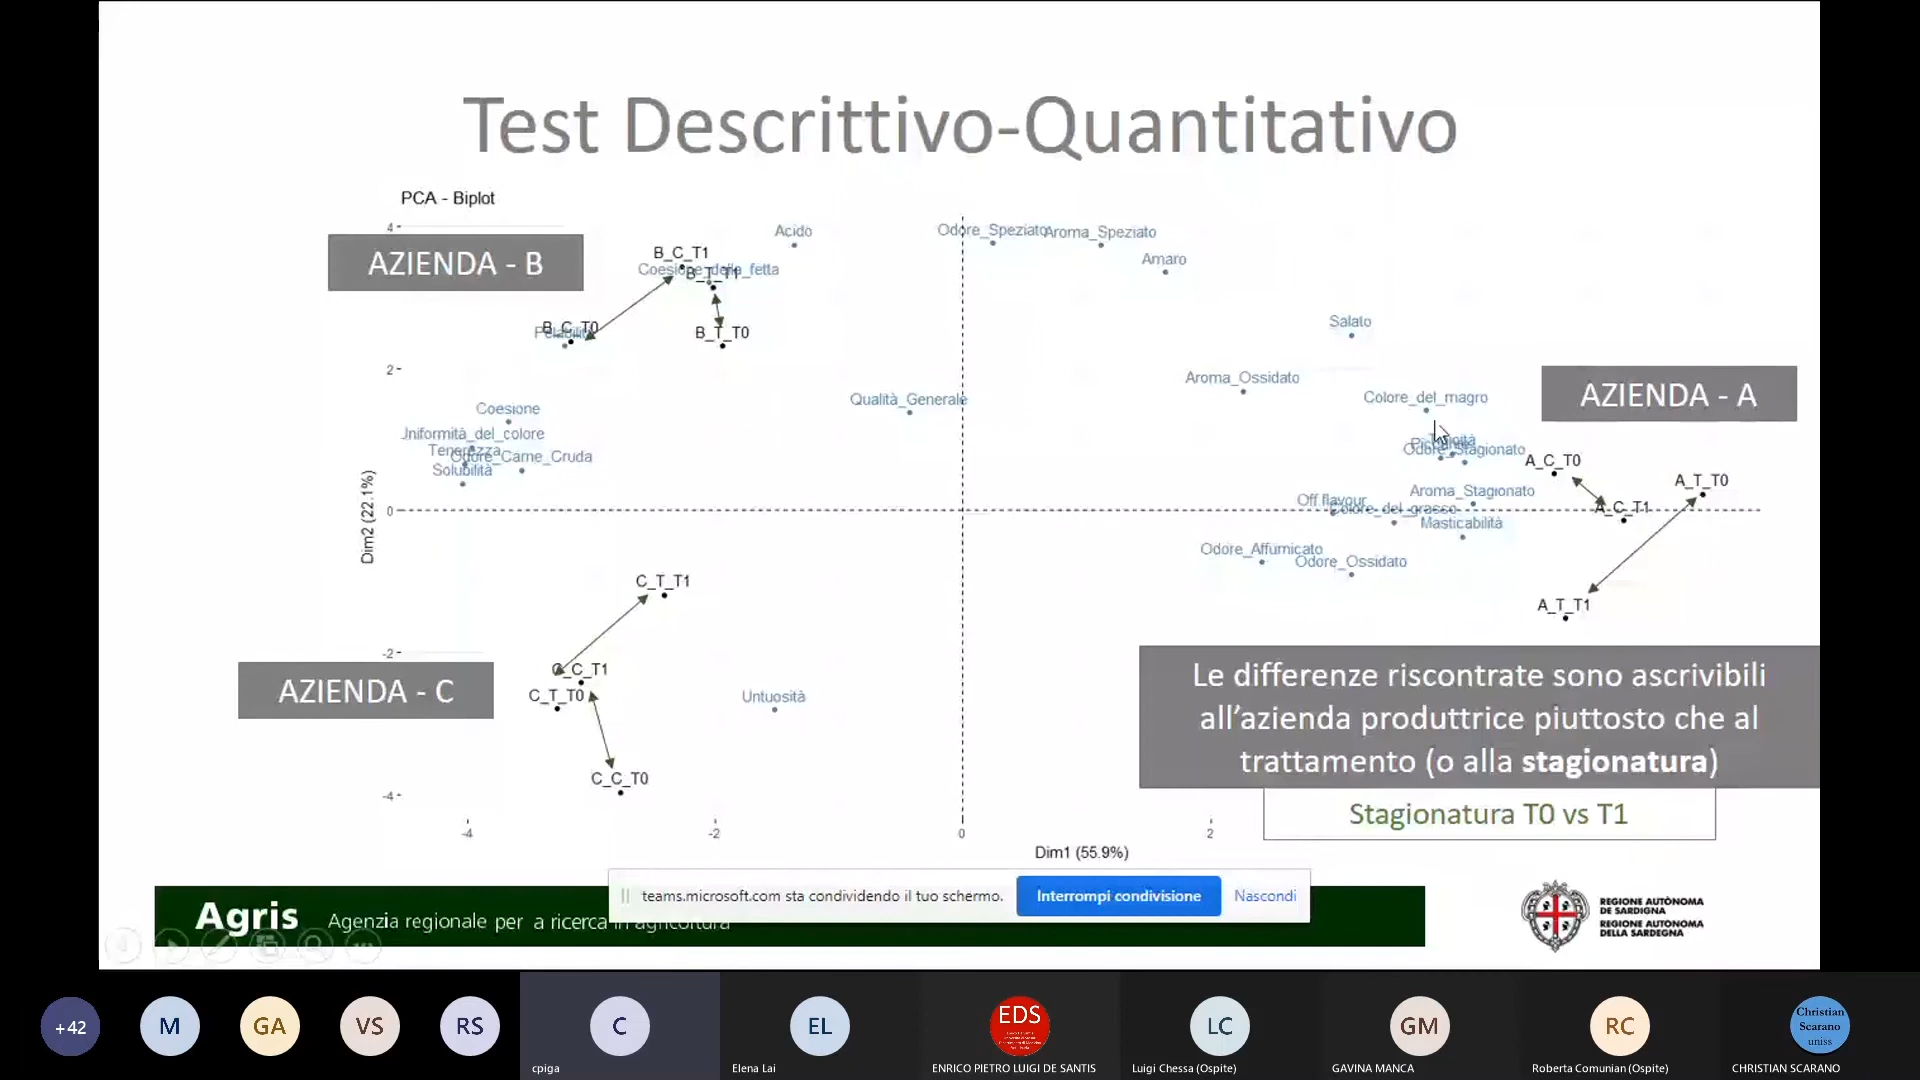 Test Descrittivo-Quantitativo
PCA - Biplot
4
AZIENDA - B
B_C_T1
Acido
Odore_Speziato
Aroma_Speziato
Coesione_della_fetta
B_T_T1
Amaro
B_C_T0
Pelabilità
B_T_T0
Salato
2
Aroma_Ossidato
AZIENDA - A
Qualità_Generale
Colore_del_magro
Coesione
Uniformità_del_colore
Tenerezza
Odore_Carne_Cruda
Solubilità
Odore_Stagionato
A_C_T0
A_T_T0
Aroma_Stagionato
Off.flavour
Colore_del_grasso
A_C_T1
0
Masticabilità
Dim2 (22.1%)
Odore_Affumicato
Odore_Ossidato
C_T_T1
A_T_T1
-2
C_C_T1
AZIENDA - C
C_T_T0
Untuosità
Le differenze riscontrate sono ascrivibili
all’azienda produttrice piuttosto che al
trattamento (o alla stagionatura)
C_C_T0
-4
Stagionatura T0 vs T1
-4
-2
0
2
Dim1 (55.9%)
teams.microsoft.com sta condividendo il tuo schermo.
Interrompi condivisione
Nascondi
Agris
Agenzia regionale per a ricerca in agricoltura
REGIONE AUTÒNOMA
DE SARDIGNA
REGIONE AUTONOMA
DELLA SARDEGNA
+42
M
GA
VS
RS
C
EL
EDS
LC
GM
RC
Christian
Scarano
uniss
cpiga
Elena Lai
ENRICO PIETRO LUIGI DE SANTIS
Luigi Chessa (Ospite)
GAVINA MANCA
Roberta Comunian (Ospite)
CHRISTIAN SCARANO